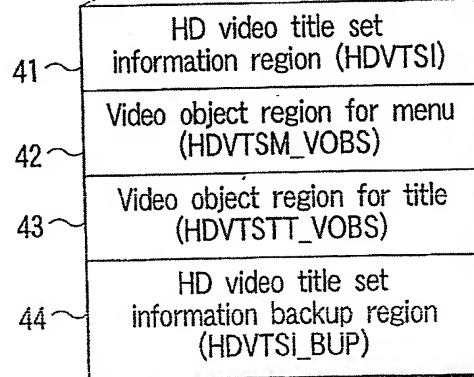 HD video title set
41 information region (HDVTSI)
Video object region for menu
42 (HDVTSM_VOBS)
Video object region for title
43 (HDVTSTT_VOBS)
HD video title set
44 information backup region
(HDVTSI_BUP)